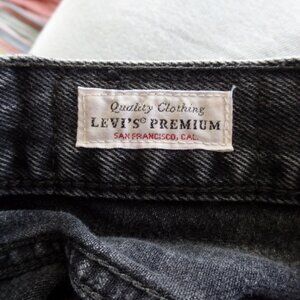 Quality Clothing
LEVI'S® PREMIUM
SAN FRANCISCO, CAL